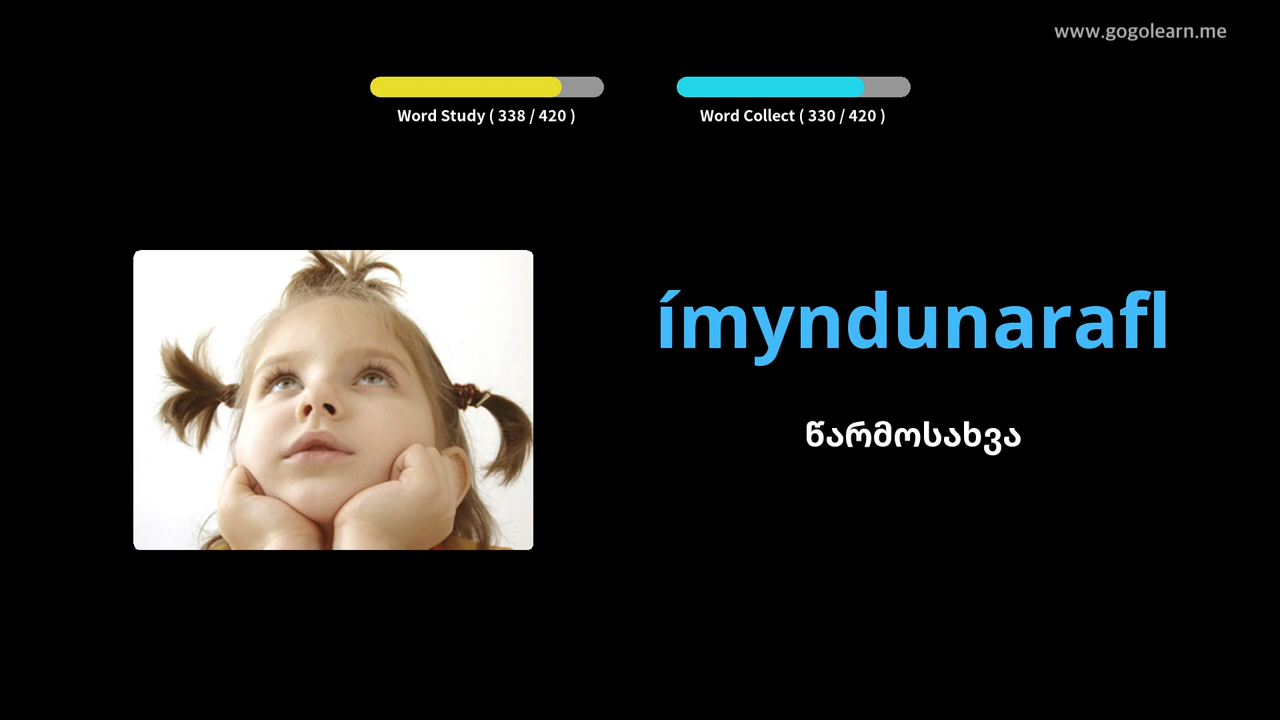 www.gogolearn.me
Word Study ( 338 / 420 )
Word Collect ( 330 / 420 )
ímyndunarafl
წარმოსახვა